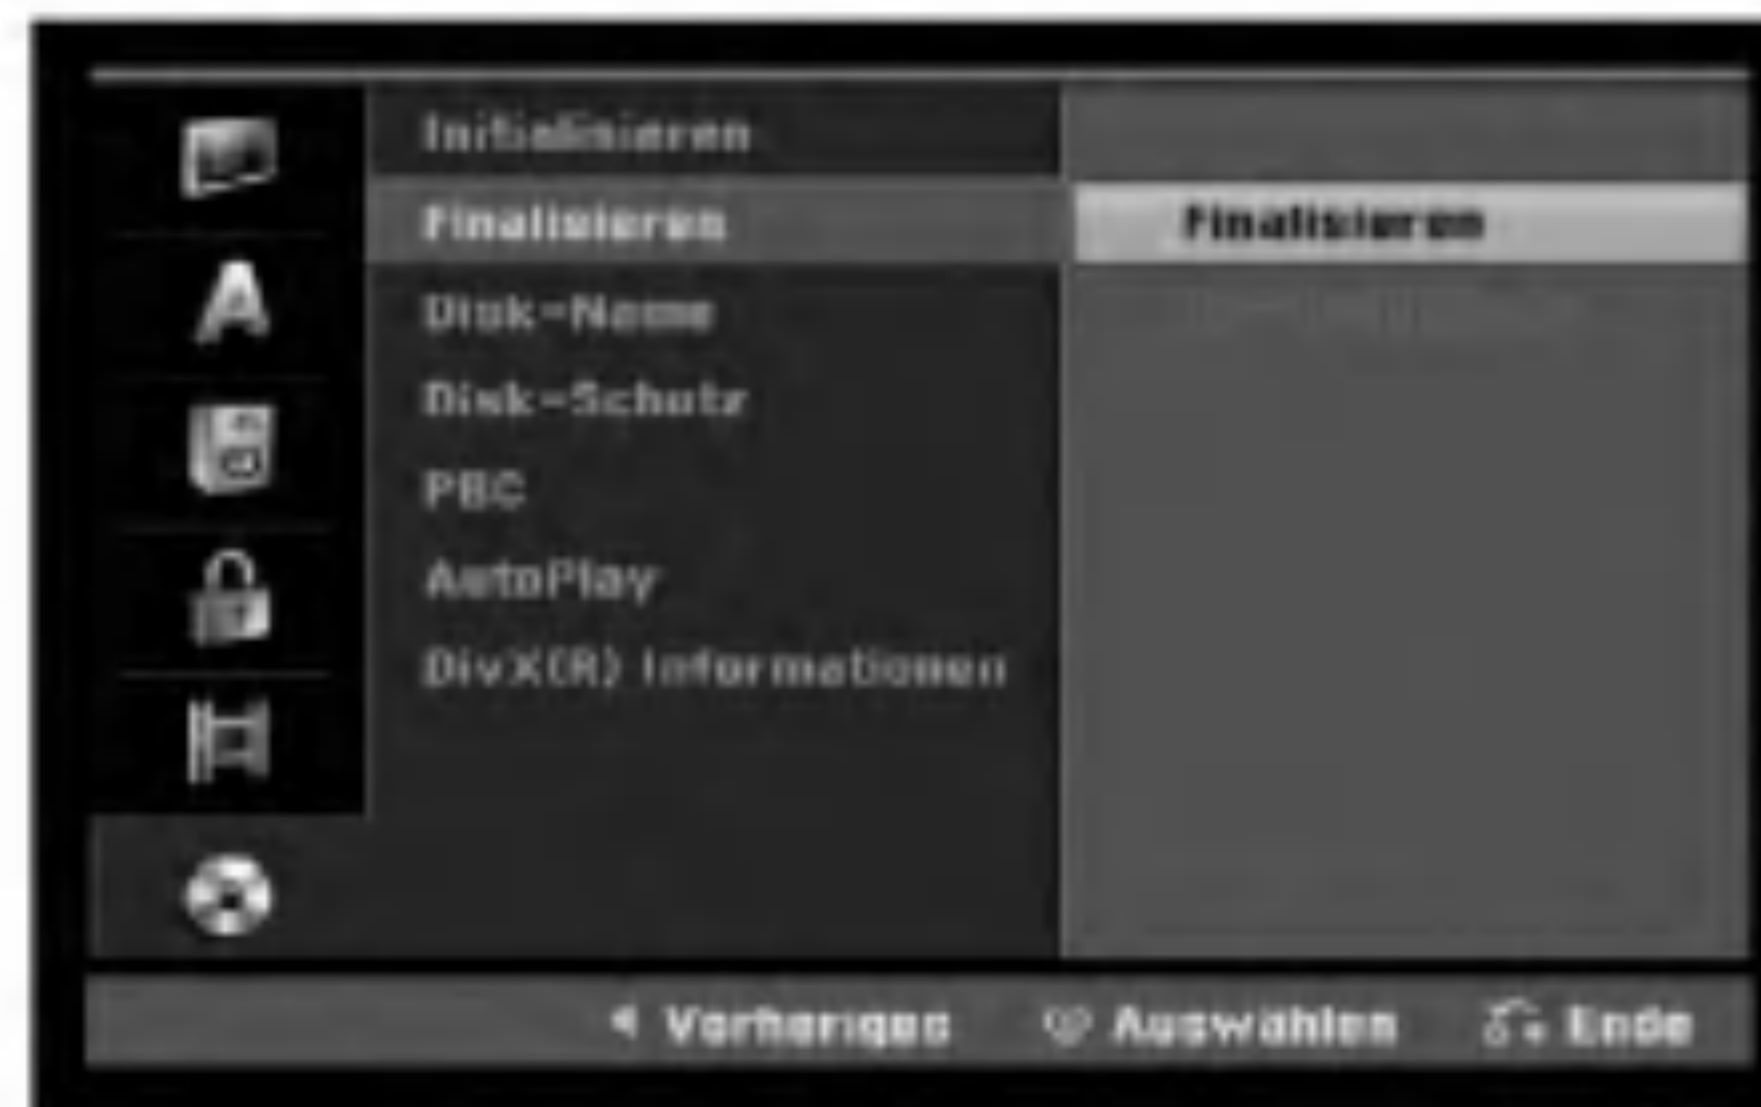 Initialisieren
Finalisieren
Finalisieren
Disk-Name
Disk-Schutz
PBC
AutoPlay
DivX(R) Informationen
Vorheriges
Auswählen
Ende